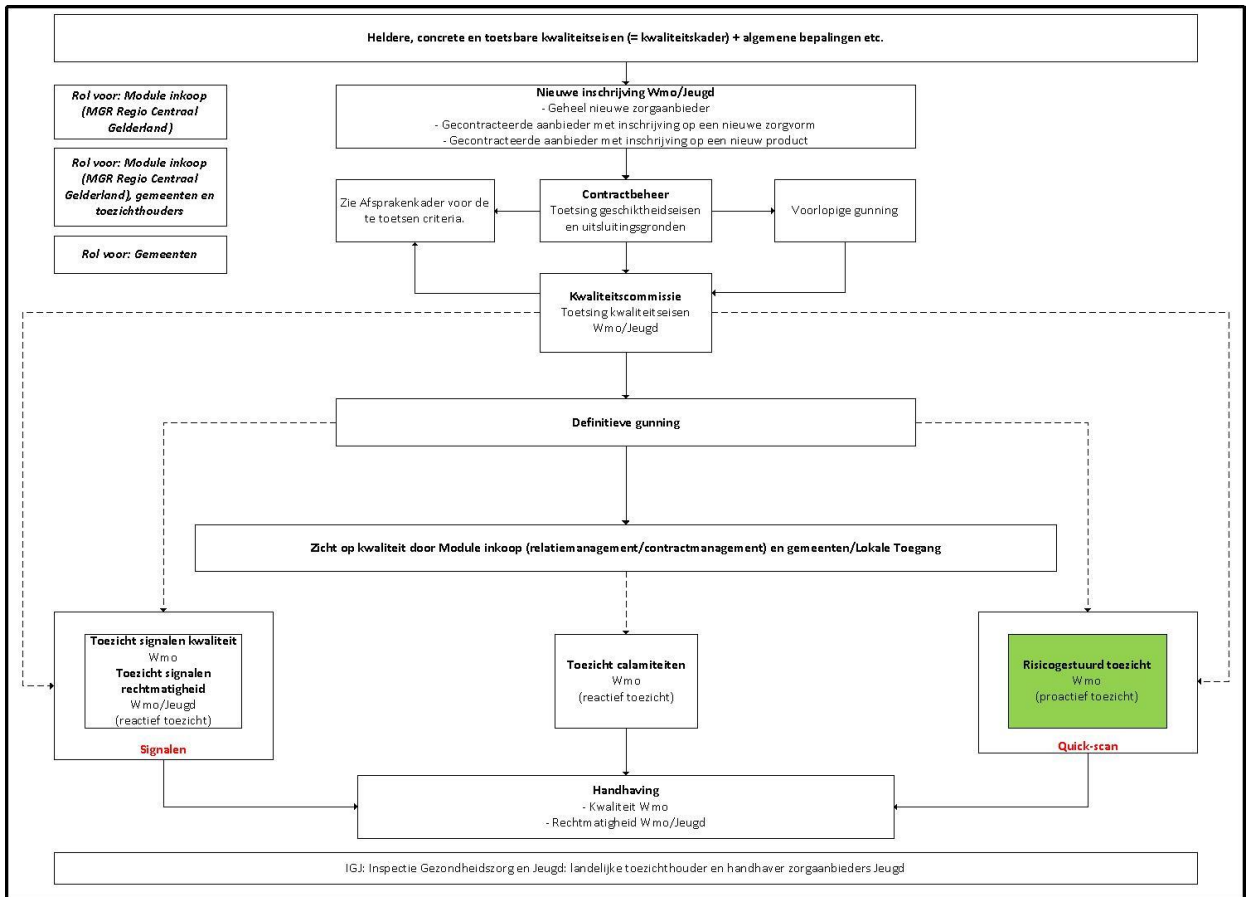 Heldere, concrete en toetsbare kwaliteitseisen (= kwaliteitskader) + algemene bepalingen etc.
Rol voor: Module inkoop
(MGR Regio Centraal
Gelderland)
Rol voor: Module inkoop
(MGR Regio Centraal
Gelderland), gemeenten en
toezichthouders
Rol voor: Gemeenten
Nieuwe inschrijving Wmo/Jeugd
- Geheel nieuwe zorgaanbieder
- Gecontracteerde aanbieder met inschrijving op een nieuwe zorgvorm
- Gecontracteerde aanbieder met inschrijving op een nieuw product
Zie Afsprakenkader voor de
te toetsen criteria.
Contractbeheer
Toetsing geschiktheidseisen
en uitsluitingsgronden
Voorlopige gunning
Kwaliteitscommissie
Toetsing kwaliteitseisen
Wmo/Jeugd
Definitieve gunning
Zicht op kwaliteit door Module inkoop (relatiemanagement/contractmanagement) en gemeenten/Lokale Toegang
Toezicht signalen kwaliteit
Wmo
Toezicht signalen
rechtmatigheid
Wmo/Jeugd
(reactief toezicht)
Signalen
Toezicht calamiteiten
Wmo
(reactief toezicht)
Risicogestuurd toezicht
Wmo
(proactief toezicht)
Quick-scan
Handhaving
- Kwaliteit Wmo
- Rechtmatigheid Wmo/Jeugd
IGJ: Inspectie Gezondheidszorg en Jeugd: landelijke toezichthouder en handhaver zorgaanbieders Jeugd